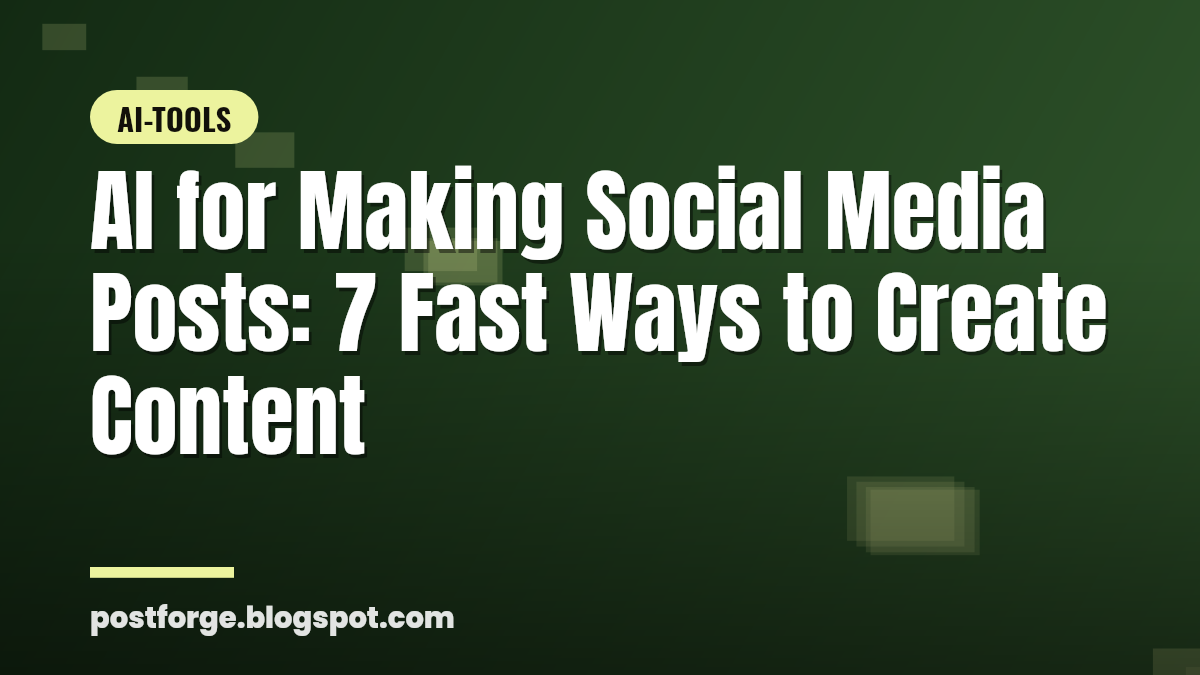 AI-TOOLS
AI for Making Social Media
Posts: 7 Fast Ways to Create
Content
postforge.blogspot.com